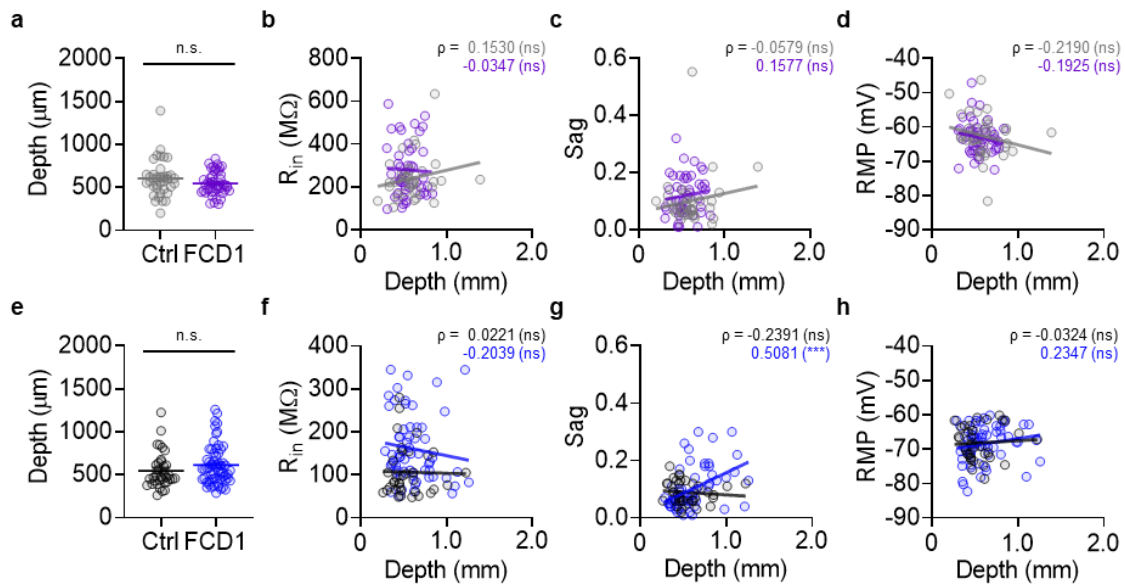 a
n.s.
2000
1500
1000
500
0
Depth (μm)
Ctrl FCD1
b
ρ = 0.1530 (ns)
-0.0347 (ns)
800
600
400
200
0
R_in (MΩ)
0 1.0 2.0
Depth (mm)
c
ρ = -0.0579 (ns)
0.1577 (ns)
0.6
0.4
0.2
0.0
Sag
0 1.0 2.0
Depth (mm)
d
ρ = -0.2190 (ns)
-0.1925 (ns)
-40
-50
-60
-70
-80
-90
RMP (mV)
0 1.0 2.0
Depth (mm)
e
n.s.
2000
1500
1000
500
0
Depth (μm)
Ctrl FCD1
f
ρ = 0.0221 (ns)
-0.2039 (ns)
400
300
200
100
0
R_in (MΩ)
0 1.0 2.0
Depth (mm)
g
ρ = -0.2391 (ns)
0.5081 (***)
0.6
0.4
0.2
0.0
Sag
0 1.0 2.0
Depth (mm)
h
ρ = -0.0324 (ns)
0.2347 (ns)
-40
-50
-60
-70
-80
-90
RMP (mV)
0 1.0 2.0
Depth (mm)